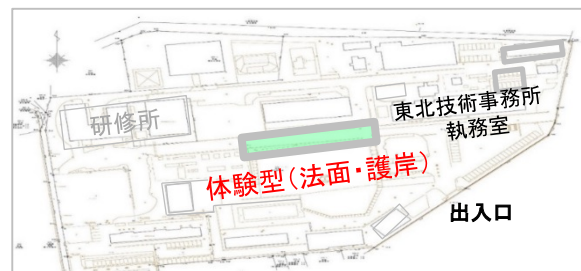 研修所
東北技術事務所
執務室
体験型(法面・護岸)
出入口